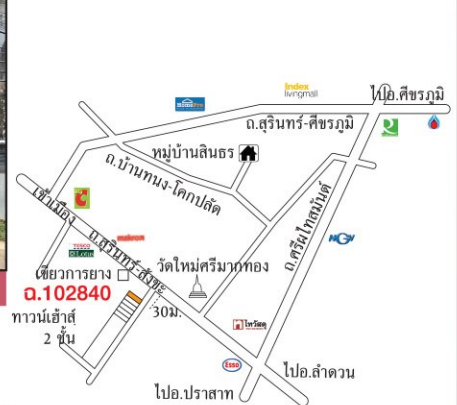 HomePro
Index
livingmall
ไปอ.ศีขรภูมิ
ถ.สุรินทร์-ศีขรภูมิ
หมู่บ้านสินธร
ถ.บ้านทนง-โคกปลัด
ถ.ศรีผไทสมันต์
เข้าเมือง
ถ.สุรินทร์-สังขะ
makro
NGV
TESCO
Lotus
เขียวการยาง
วัดใหม่ศรีมากทอง
ฉ.102840
ทาวน์เฮ้าส์
2 ชั้น
30ม.
ไทวัสดุ
Esso
ไปอ.ลำดวน
ไปอ.ปราสาท